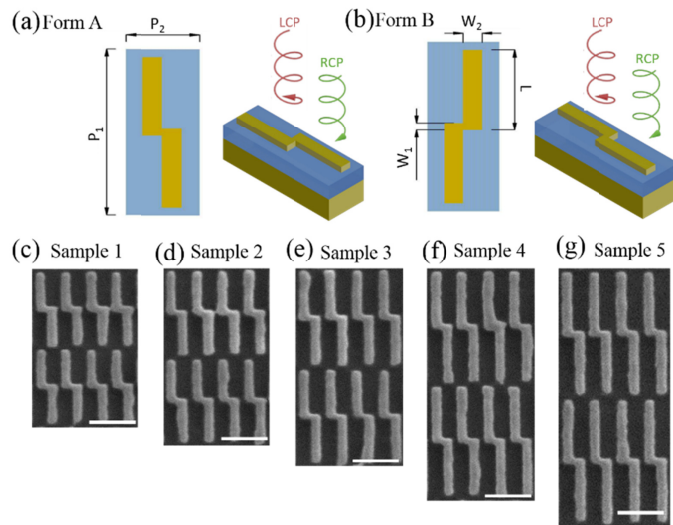 (a) Form A
P2
P1
LCP
RCP
(b) Form B
W2
L
W1
LCP
RCP
(c) Sample 1
(d) Sample 2
(e) Sample 3
(f) Sample 4
(g) Sample 5